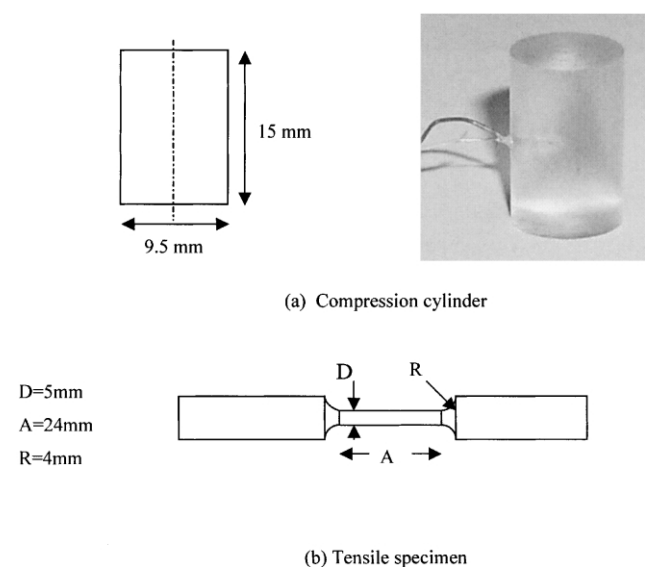 15 mm
9.5 mm
(a) Compression cylinder
D=5mm
A=24mm
R=4mm
D
R
A
(b) Tensile specimen